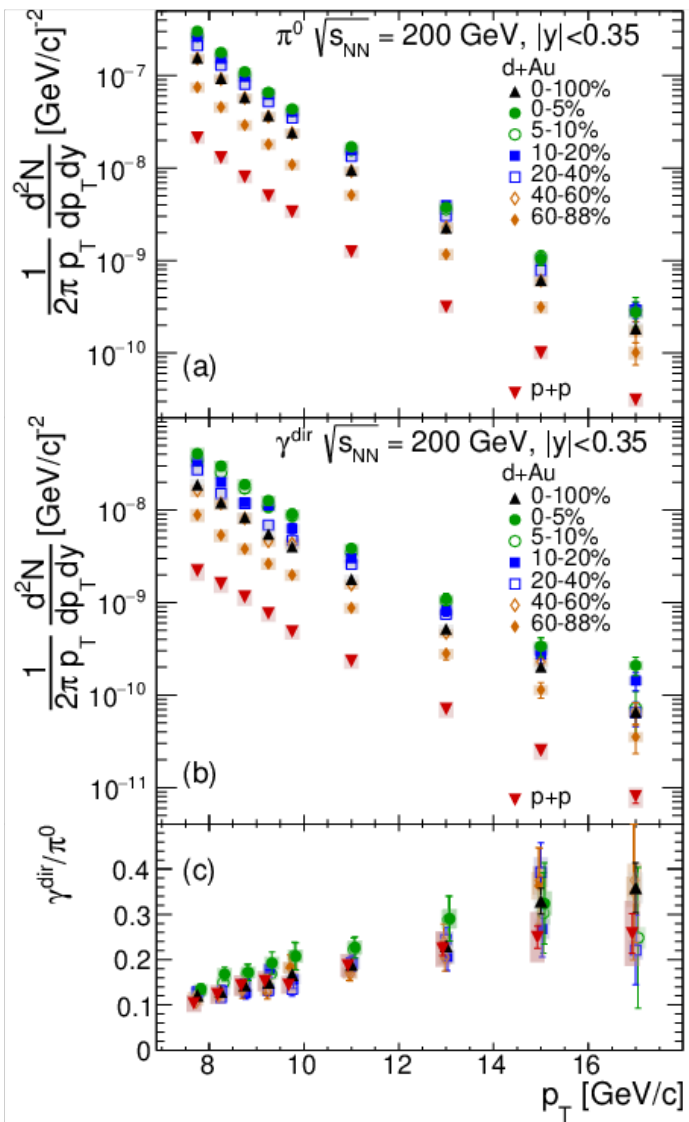 π⁰ √s_NN = 200 GeV, |y|<0.35
d+Au
0-100%
0-5%
5-10%
10-20%
20-40%
40-60%
60-88%
p+p
(a)
10⁻⁷
10⁻⁸
10⁻⁹
10⁻¹⁰
1/(2π p_T) d²N/(dp_T dy) [GeV/c]⁻²
γ^dir √s_NN = 200 GeV, |y|<0.35
d+Au
0-100%
0-5%
5-10%
10-20%
20-40%
40-60%
60-88%
p+p
(b)
10⁻⁸
10⁻⁹
10⁻¹⁰
10⁻¹¹
1/(2π p_T) d²N/(dp_T dy) [GeV/c]⁻²
(c)
γ^dir/π⁰
0.4
0.3
0.2
0.1
0
8 10 12 14 16
p_T [GeV/c]